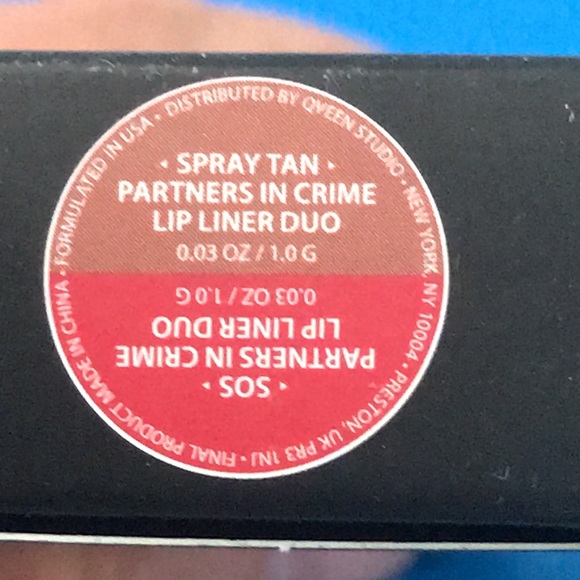 • SPRAY TAN •
PARTNERS IN CRIME
LIP LINER DUO
0.03 OZ / 1.0 G
• SOS •
PARTNERS IN CRIME
LIP LINER DUO
0.03 OZ / 1.0 G
FORMULATED IN USA • DISTRIBUTED BY QVEEN STUDIO • NEW YORK, NY 10004 • PRESTON, UK PR3 1NJ • FINAL PRODUCT MADE IN CHINA •